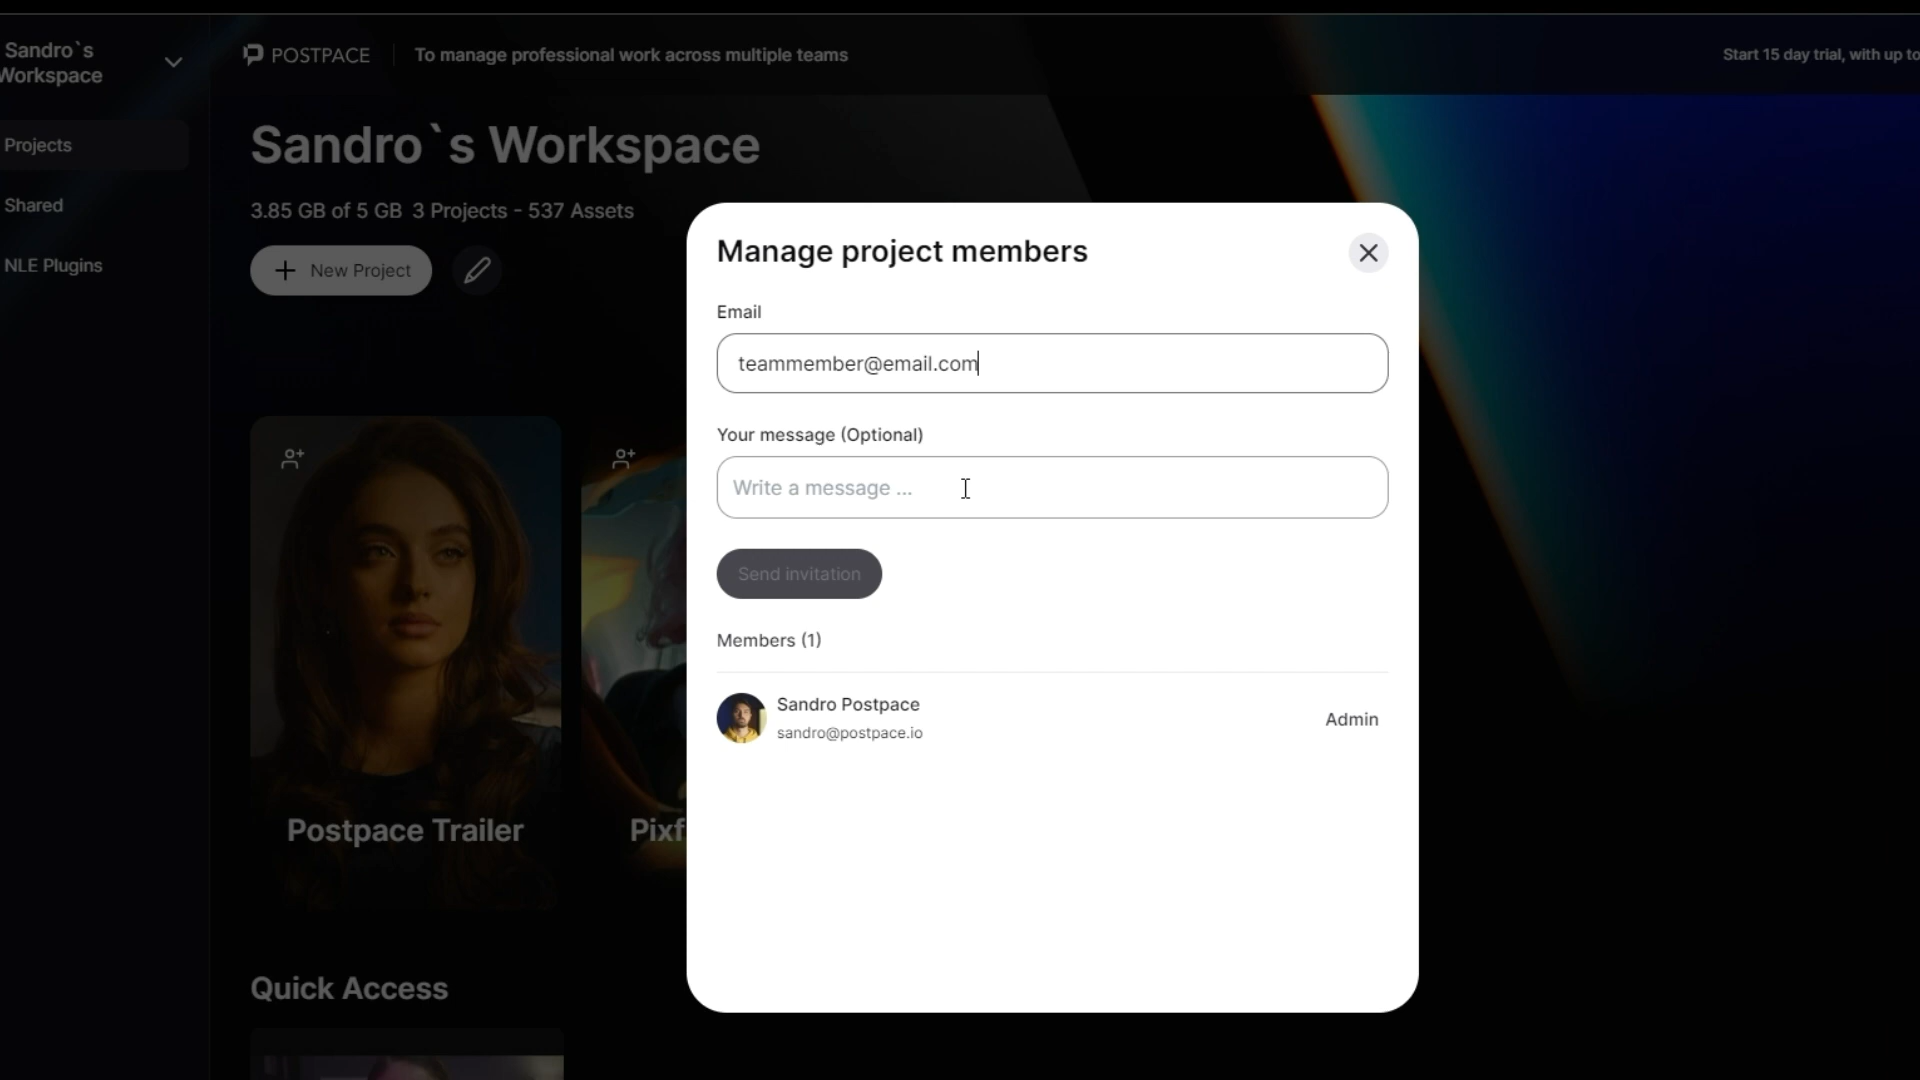 Sandro`s
Workspace
POSTPACE
To manage professional work across multiple teams
Start 15 day trial, with up to
Projects
Shared
NLE Plugins
Sandro`s Workspace
3.85 GB of 5 GB 3 Projects - 537 Assets
New Project
Postpace Trailer
Pixf
Quick Access
Manage project members
Email
teammember@email.com
Your message (Optional)
Write a message ...
Send invitation
Members (1)
Sandro Postpace
sandro@postpace.io
Admin